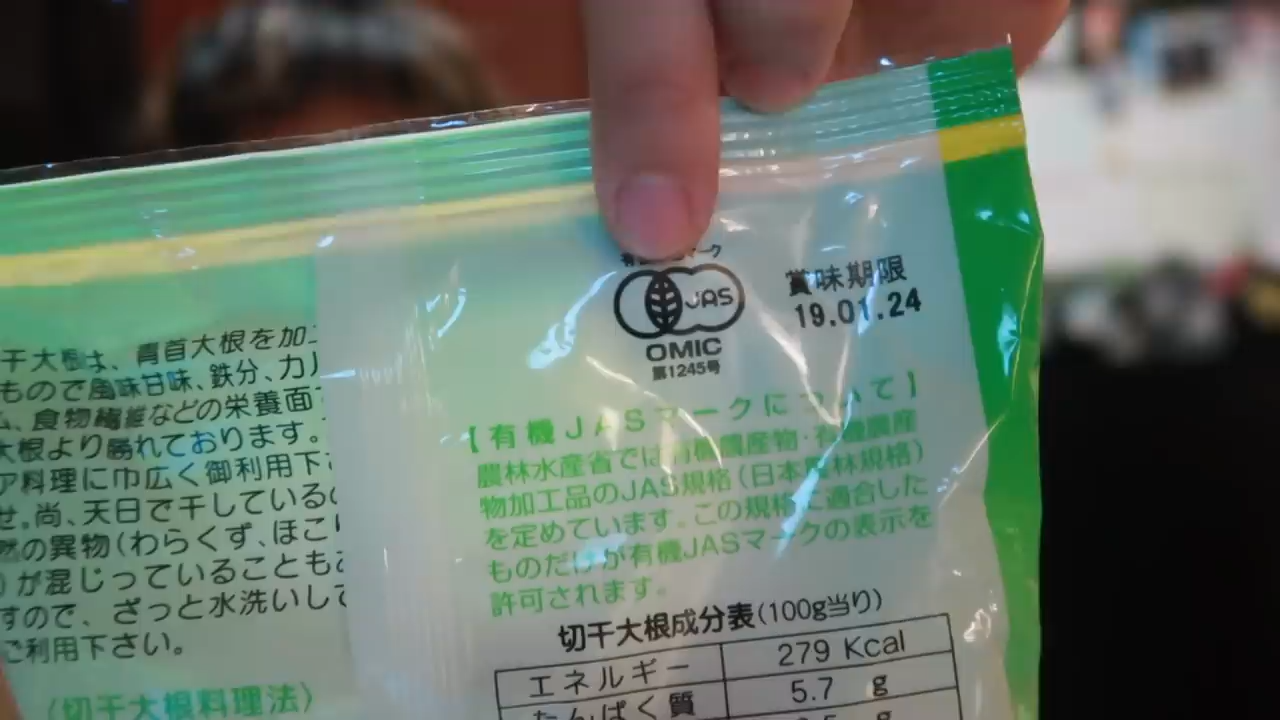 干大根は、青首大根を加工
もので風味甘味、鉄分、カル
、食物繊維などの栄養面
大根より勝れております。
ア料理に巾広く御利用下
せ。尚、天日で干している
然の異物(わらくず、ほこり
)が混じっていることも
すので、ざっと水洗いして
ご利用下さい。
(切干大根料理法)
マーク
JAS
OMIC
第1245号
賞味期限
19.01.24
【有機JASマークについて】
農林水産省では有機農産物・有機農産
物加工品のJAS規格(日本農林規格)
を定めています。この規格に適合した
ものだけが有機JASマークの表示を
許可されます。
切干大根成分表(100g当り)
エネルギー 279 Kcal
たんぱく質 5.7 g
g